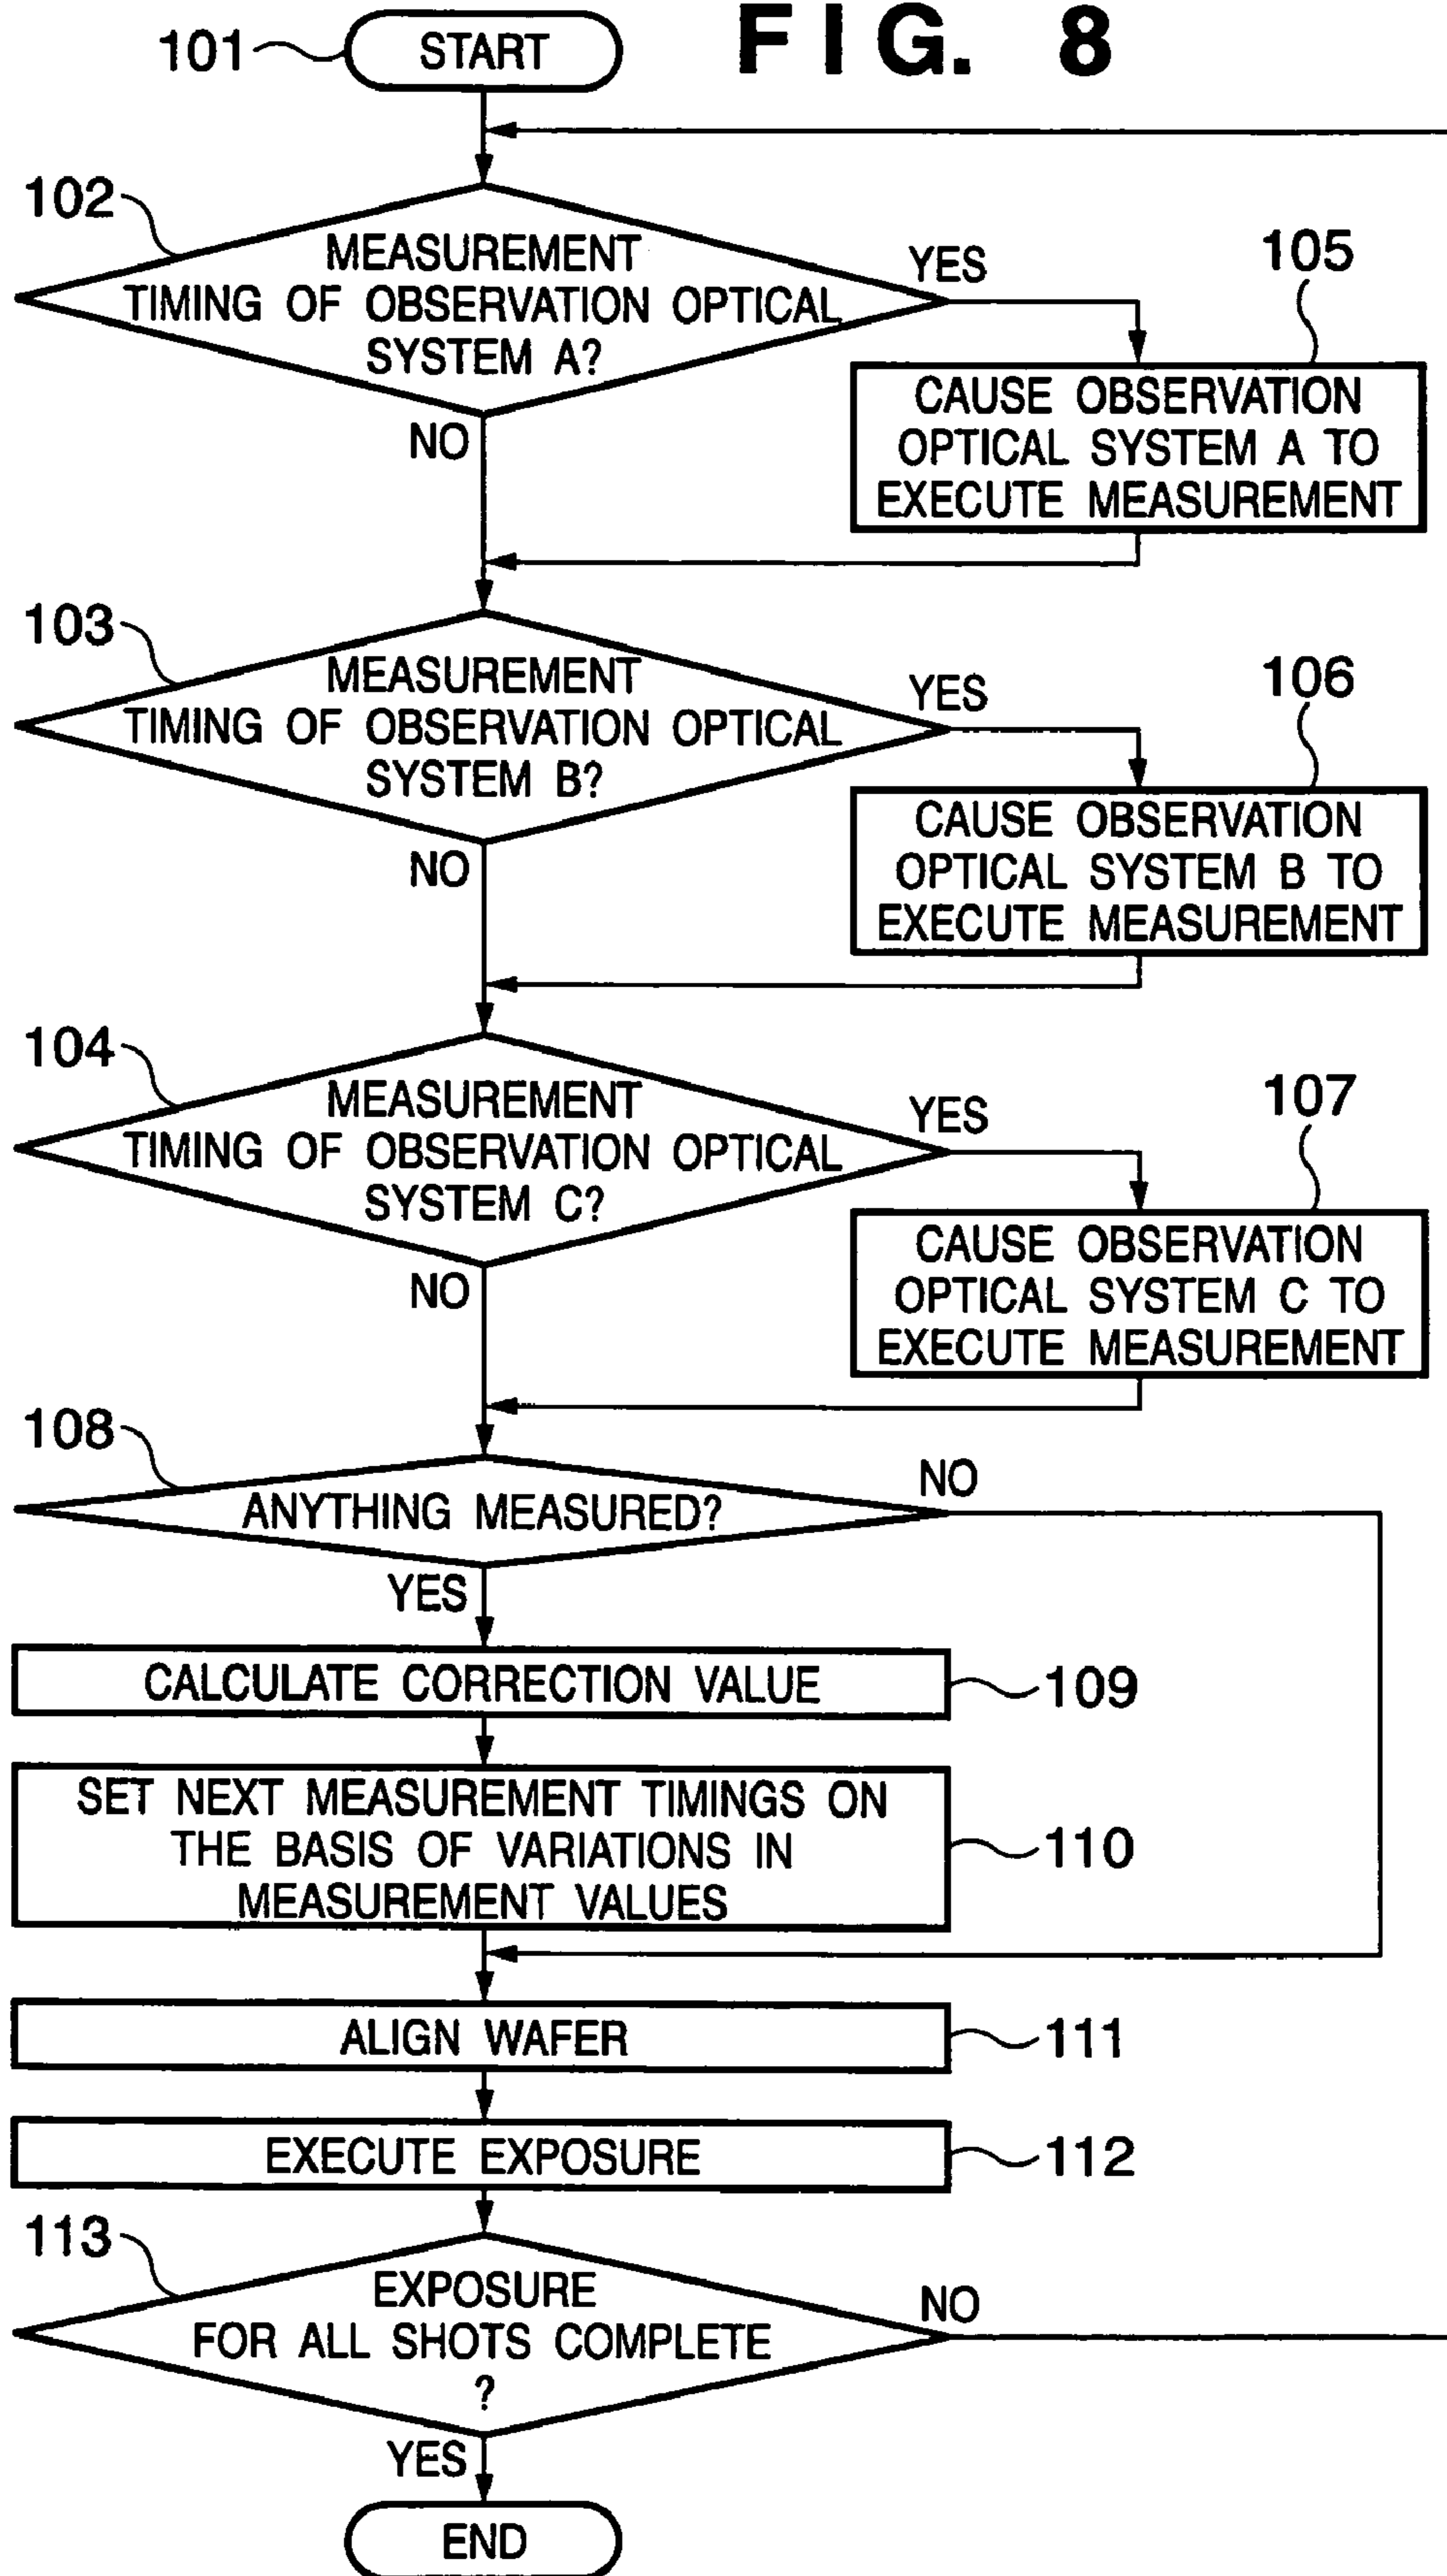 FIG. 8
101
START
102
MEASUREMENT
TIMING OF OBSERVATION OPTICAL
SYSTEM A?
YES
NO
105
CAUSE OBSERVATION
OPTICAL SYSTEM A TO
EXECUTE MEASUREMENT
103
MEASUREMENT
TIMING OF OBSERVATION OPTICAL
SYSTEM B?
YES
NO
106
CAUSE OBSERVATION
OPTICAL SYSTEM B TO
EXECUTE MEASUREMENT
104
MEASUREMENT
TIMING OF OBSERVATION OPTICAL
SYSTEM C?
YES
NO
107
CAUSE OBSERVATION
OPTICAL SYSTEM C TO
EXECUTE MEASUREMENT
108
ANYTHING MEASURED?
NO
YES
CALCULATE CORRECTION VALUE
109
SET NEXT MEASUREMENT TIMINGS ON
THE BASIS OF VARIATIONS IN
MEASUREMENT VALUES
110
ALIGN WAFER
111
EXECUTE EXPOSURE
112
113
EXPOSURE
FOR ALL SHOTS COMPLETE
?
NO
YES
END